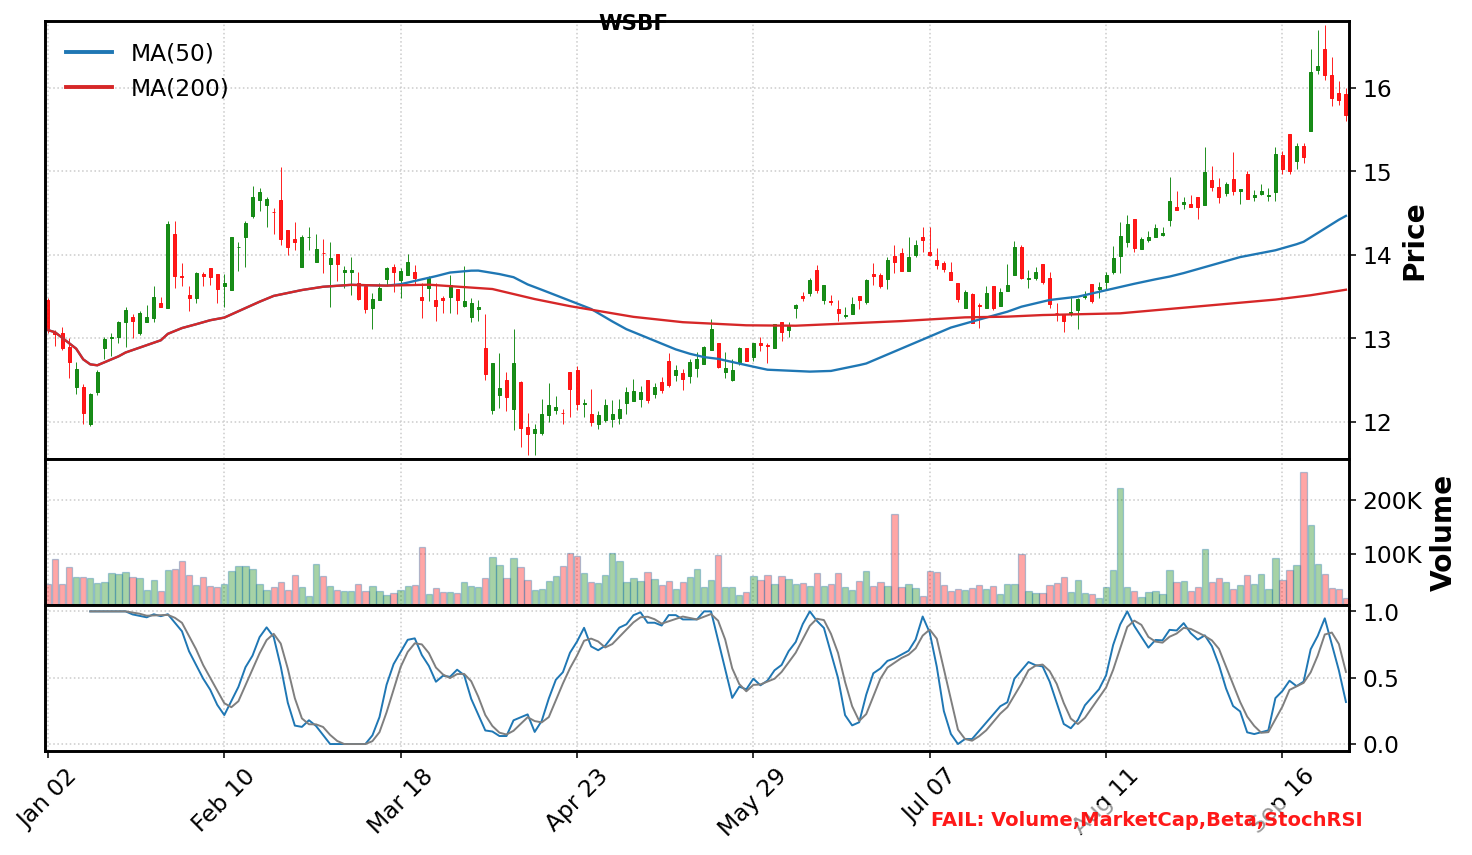 WSBF
MA(50)
MA(200)
16
15
14
13
12
Price
200K
100K
Volume
1.0
0.5
0.0
Jan 02
Feb 10
Mar 18
Apr 23
May 29
Jul 07
Aug 11
Sep 16
FAIL: Volume,MarketCap,Beta,StochRSI